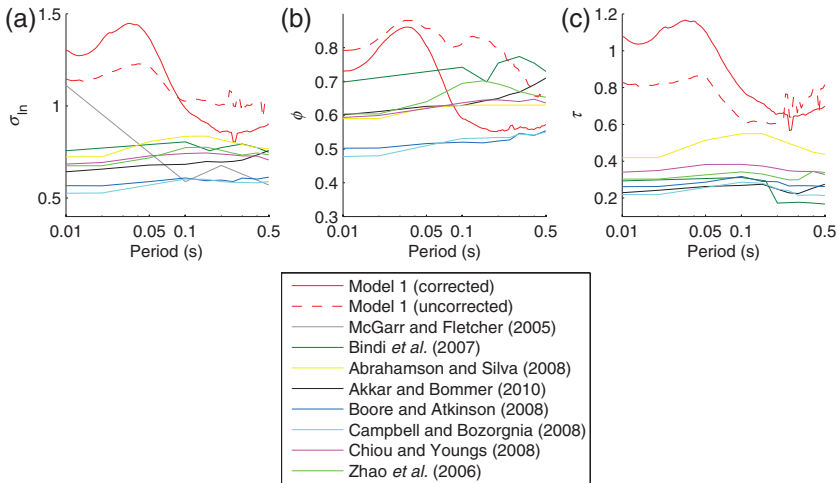 (a)
1.5
1
0.5
σln
0.01
0.05
0.1
0.5
Period (s)
(b)
0.8
0.7
0.6
0.5
0.4
0.3
ϕ
0.01
0.05
0.1
0.5
Period (s)
(c)
1.2
1
0.8
0.6
0.4
0.2
τ
0.01
0.05
0.1
0.5
Period (s)
Model 1 (corrected)
Model 1 (uncorrected)
McGarr and Fletcher (2005)
Bindi et al. (2007)
Abrahamson and Silva (2008)
Akkar and Bommer (2010)
Boore and Atkinson (2008)
Campbell and Bozorgnia (2008)
Chiou and Youngs (2008)
Zhao et al. (2006)